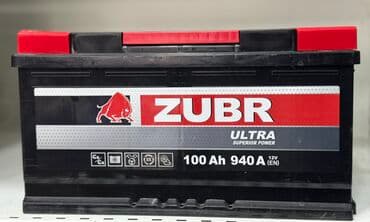 ZUBR
ULTRA
SUPERIOR POWER
100 Ah 940 A 12V (EN)